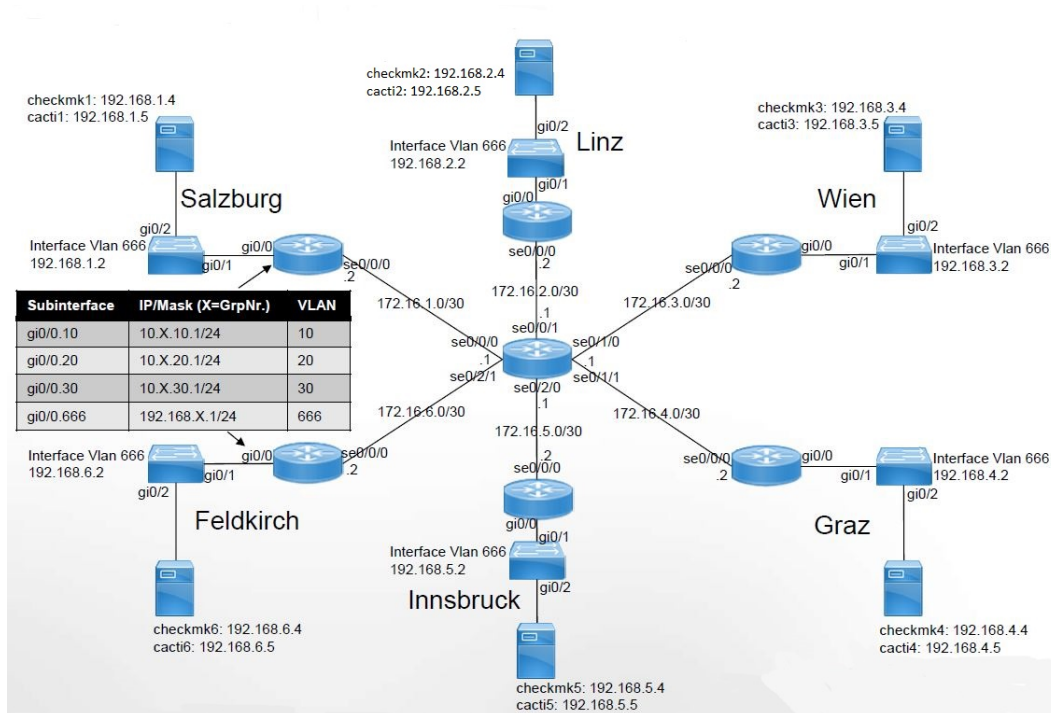 checkmk2: 192.168.2.4
cacti2: 192.168.2.5
gi0/2
Interface Vlan 666
192.168.2.2
Linz
gi0/1
gi0/0
se0/0/0
.2
checkmk1: 192.168.1.4
cacti1: 192.168.1.5
Salzburg
gi0/2
Interface Vlan 666
192.168.1.2
gi0/1
gi0/0
se0/0/0
.2
checkmk3: 192.168.3.4
cacti3: 192.168.3.5
gi0/2
Wien
gi0/0
Interface Vlan 666
192.168.3.2
gi0/1
se0/0/0
.2
172.16.1.0/30
172.16.2.0/30
172.16.3.0/30
.1
se0/0/1
se0/0/0
.1
se0/1/0
.1
se0/2/1
se0/2/0
.1
se0/1/1
172.16.6.0/30
172.16.5.0/30
172.16.4.0/30
Subinterface IP/Mask (X=GrpNr.) VLAN
gi0/0.10 10.X.10.1/24 10
gi0/0.20 10.X.20.1/24 20
gi0/0.30 10.X.30.1/24 30
gi0/0.666 192.168.X.1/24 666
Interface Vlan 666
192.168.6.2
gi0/0
gi0/1
gi0/2
se0/0/0
.2
Feldkirch
checkmk6: 192.168.6.4
cacti6: 192.168.6.5
.2
se0/0/0
gi0/0
gi0/1
Interface Vlan 666
192.168.5.2
gi0/2
Innsbruck
checkmk5: 192.168.5.4
cacti5: 192.168.5.5
se0/0/0
.2
gi0/0
gi0/1
Interface Vlan 666
192.168.4.2
gi0/2
Graz
checkmk4: 192.168.4.4
cacti4: 192.168.4.5